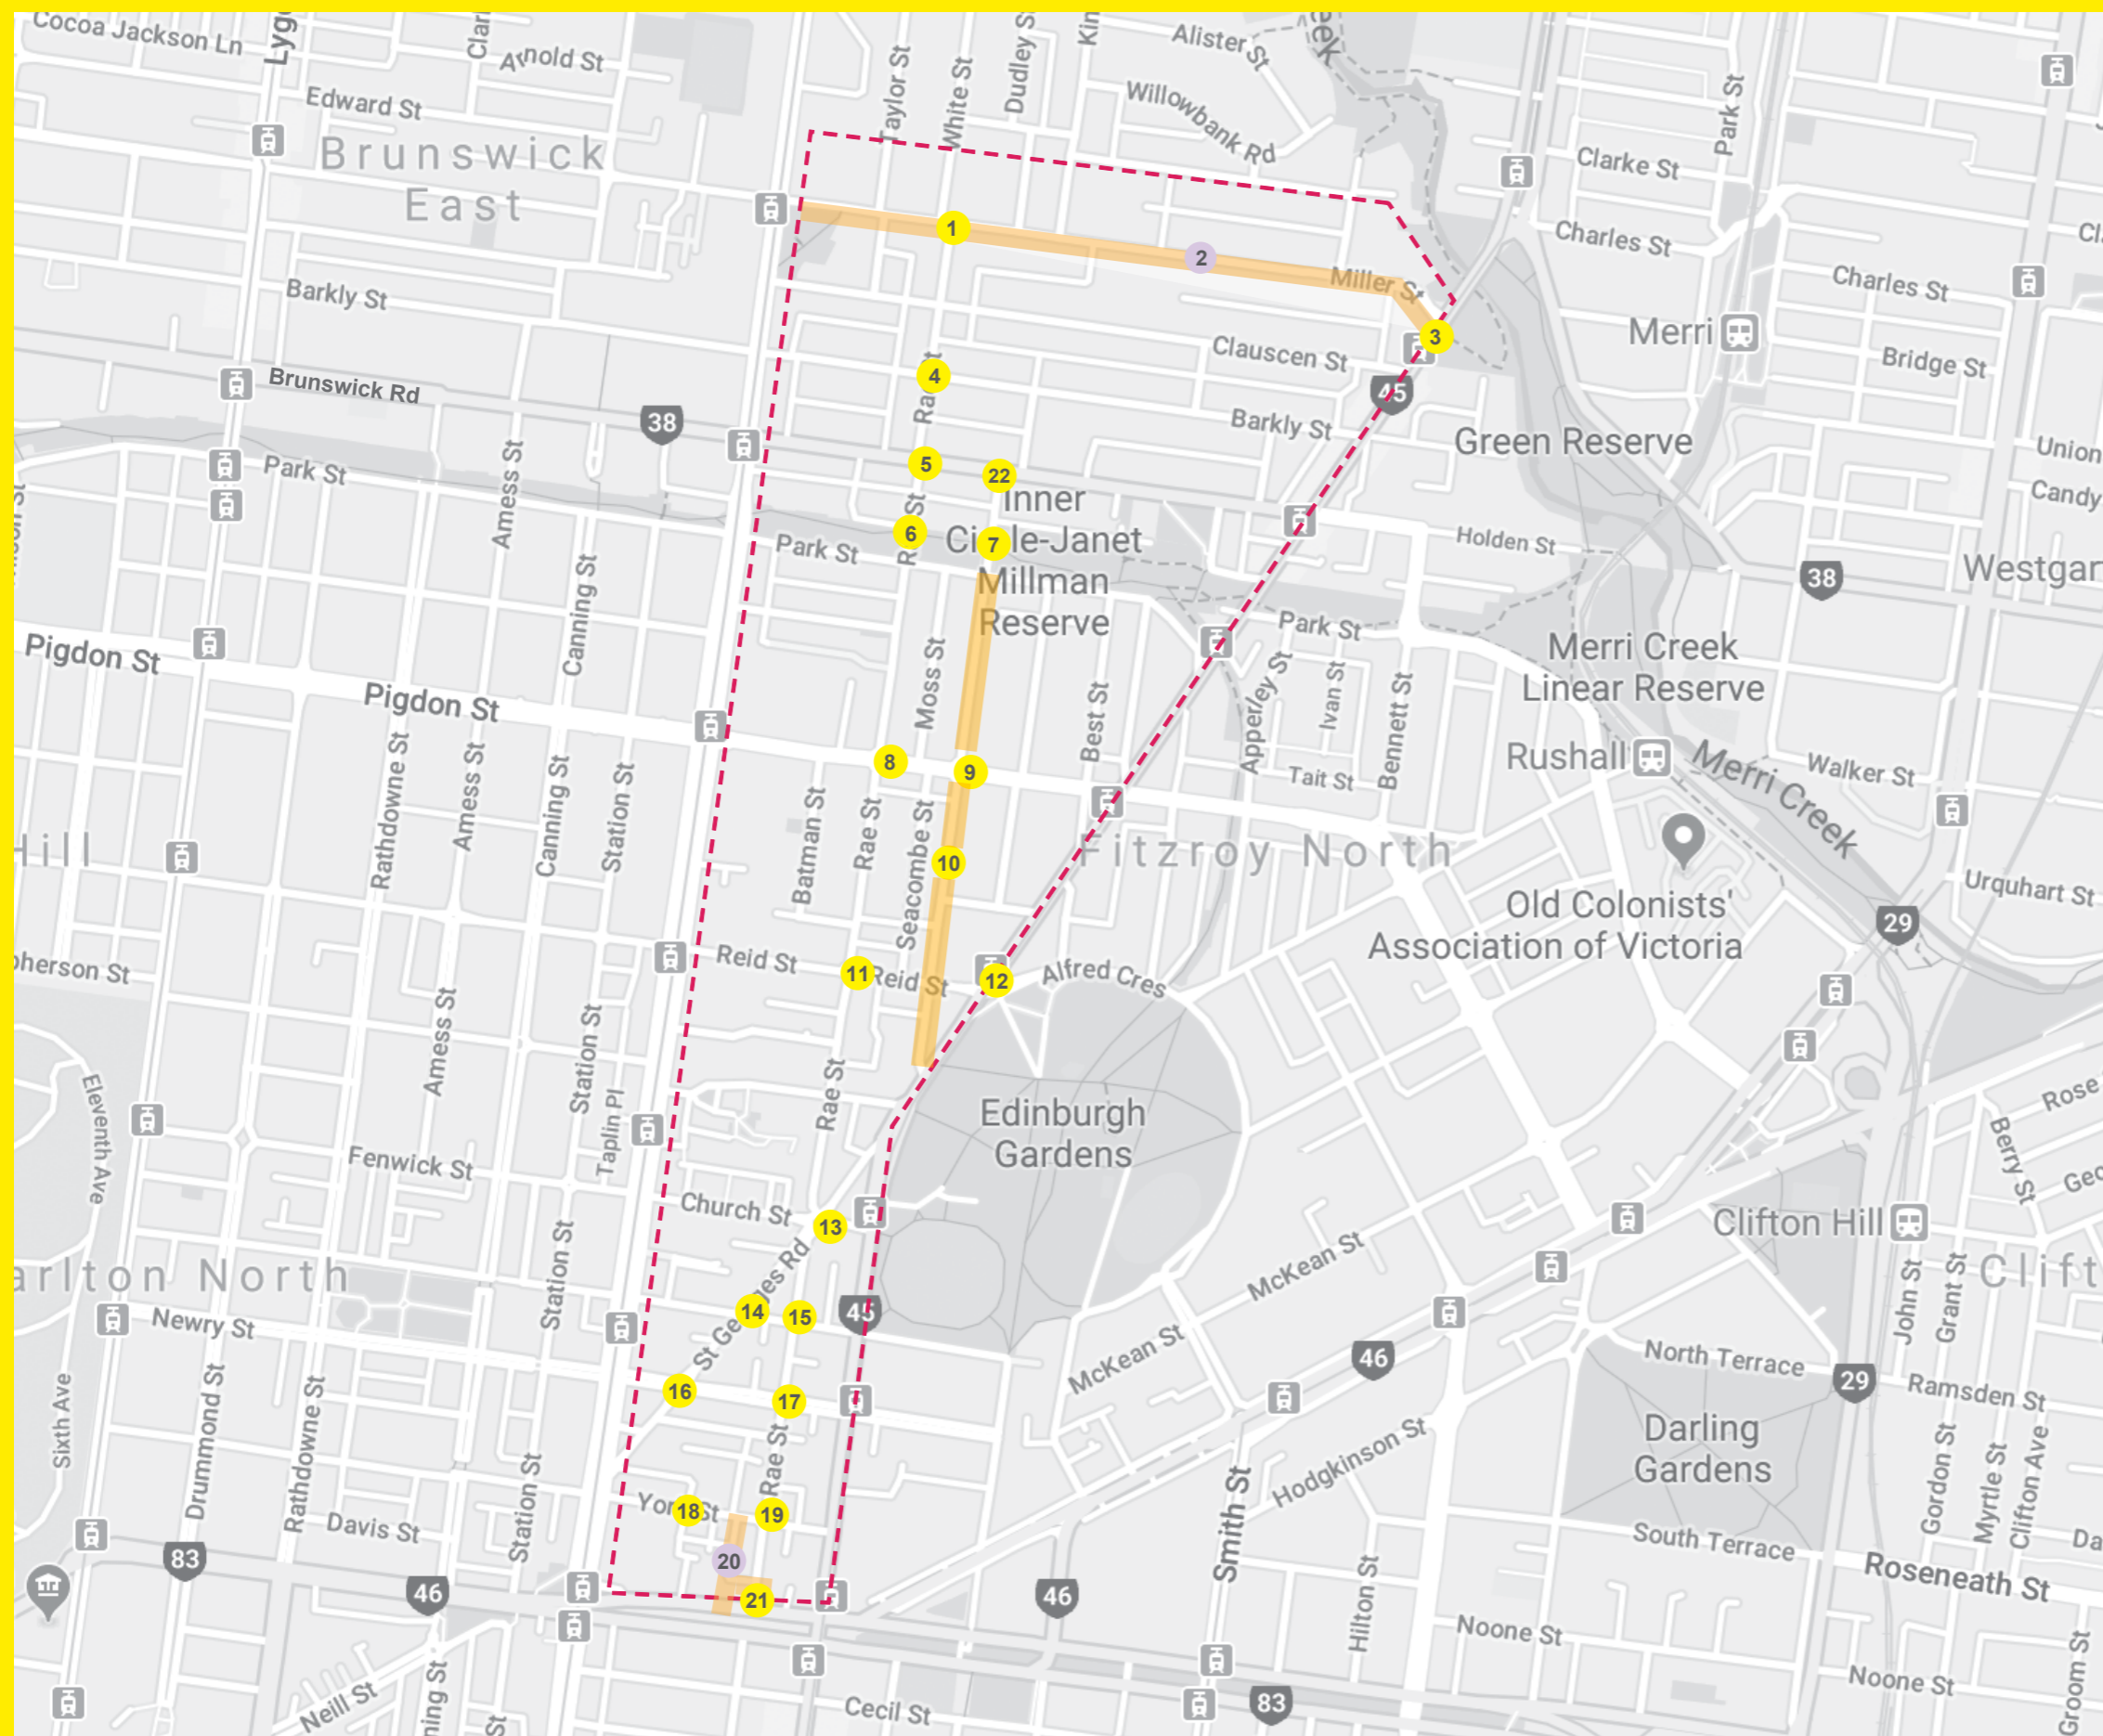 Cocoa Jackson Ln
Arnold St
Taylor St
White St
Dudley St
Alister St
Edward St
Willowbank Rd
Park St
Brunswick
East
Clarke St
Charles St
1
2
Miller St
Charles St
Barkly St
3
Merri
Clauscen St
Bridge St
Brunswick Rd
4
45
38
Barkly St
Green Reserve
Union
Park St
Amess St
5
22
Inner
Candy
Circle-Janet
6
7
Park St
Holden St
Millman
38
Westgar
Reserve
Canning St
Park St
Pigdon St
Merri Creek
Linear Reserve
Pigdon St
Moss St
Best St
Apperley St
Ivan St
Bennett St
Rushall
Merri Creek
8
9
Tait St
Walker St
Rathdowne St
Amess St
Canning St
Station St
Batman St
Rae St
Seacombe St
10
Fitzroy North
Hill
Urquhart St
Old Colonists'
Association of Victoria
29
pherson St
Reid St
11
Reid St
12
Alfred Cres
Amess St
Station St
Eleventh Ave
Taplin Pl
Rae St
Edinburgh
Gardens
Rose
Berry St
Fenwick St
Church St
13
Geo
Clifton Hill
arlton North
Station St
St Georges Rd
McKean St
John St
Grant St
Clift
Newry St
14
15
45
McKean St
46
North Terrace
29
Ramsden St
16
17
Sixth Ave
Drummond St
Rathdowne St
Rae St
Hodgkinson St
Darling
Gardens
Gordon St
Myrtle St
Clifton Ave
Station St
York St
18
19
Davis St
Smith St
South Terrace
Da
83
20
Roseneath St
46
21
46
Hilton St
Noone St
Neill St
ning St
St
Cecil St
83
Noone St
Groom St